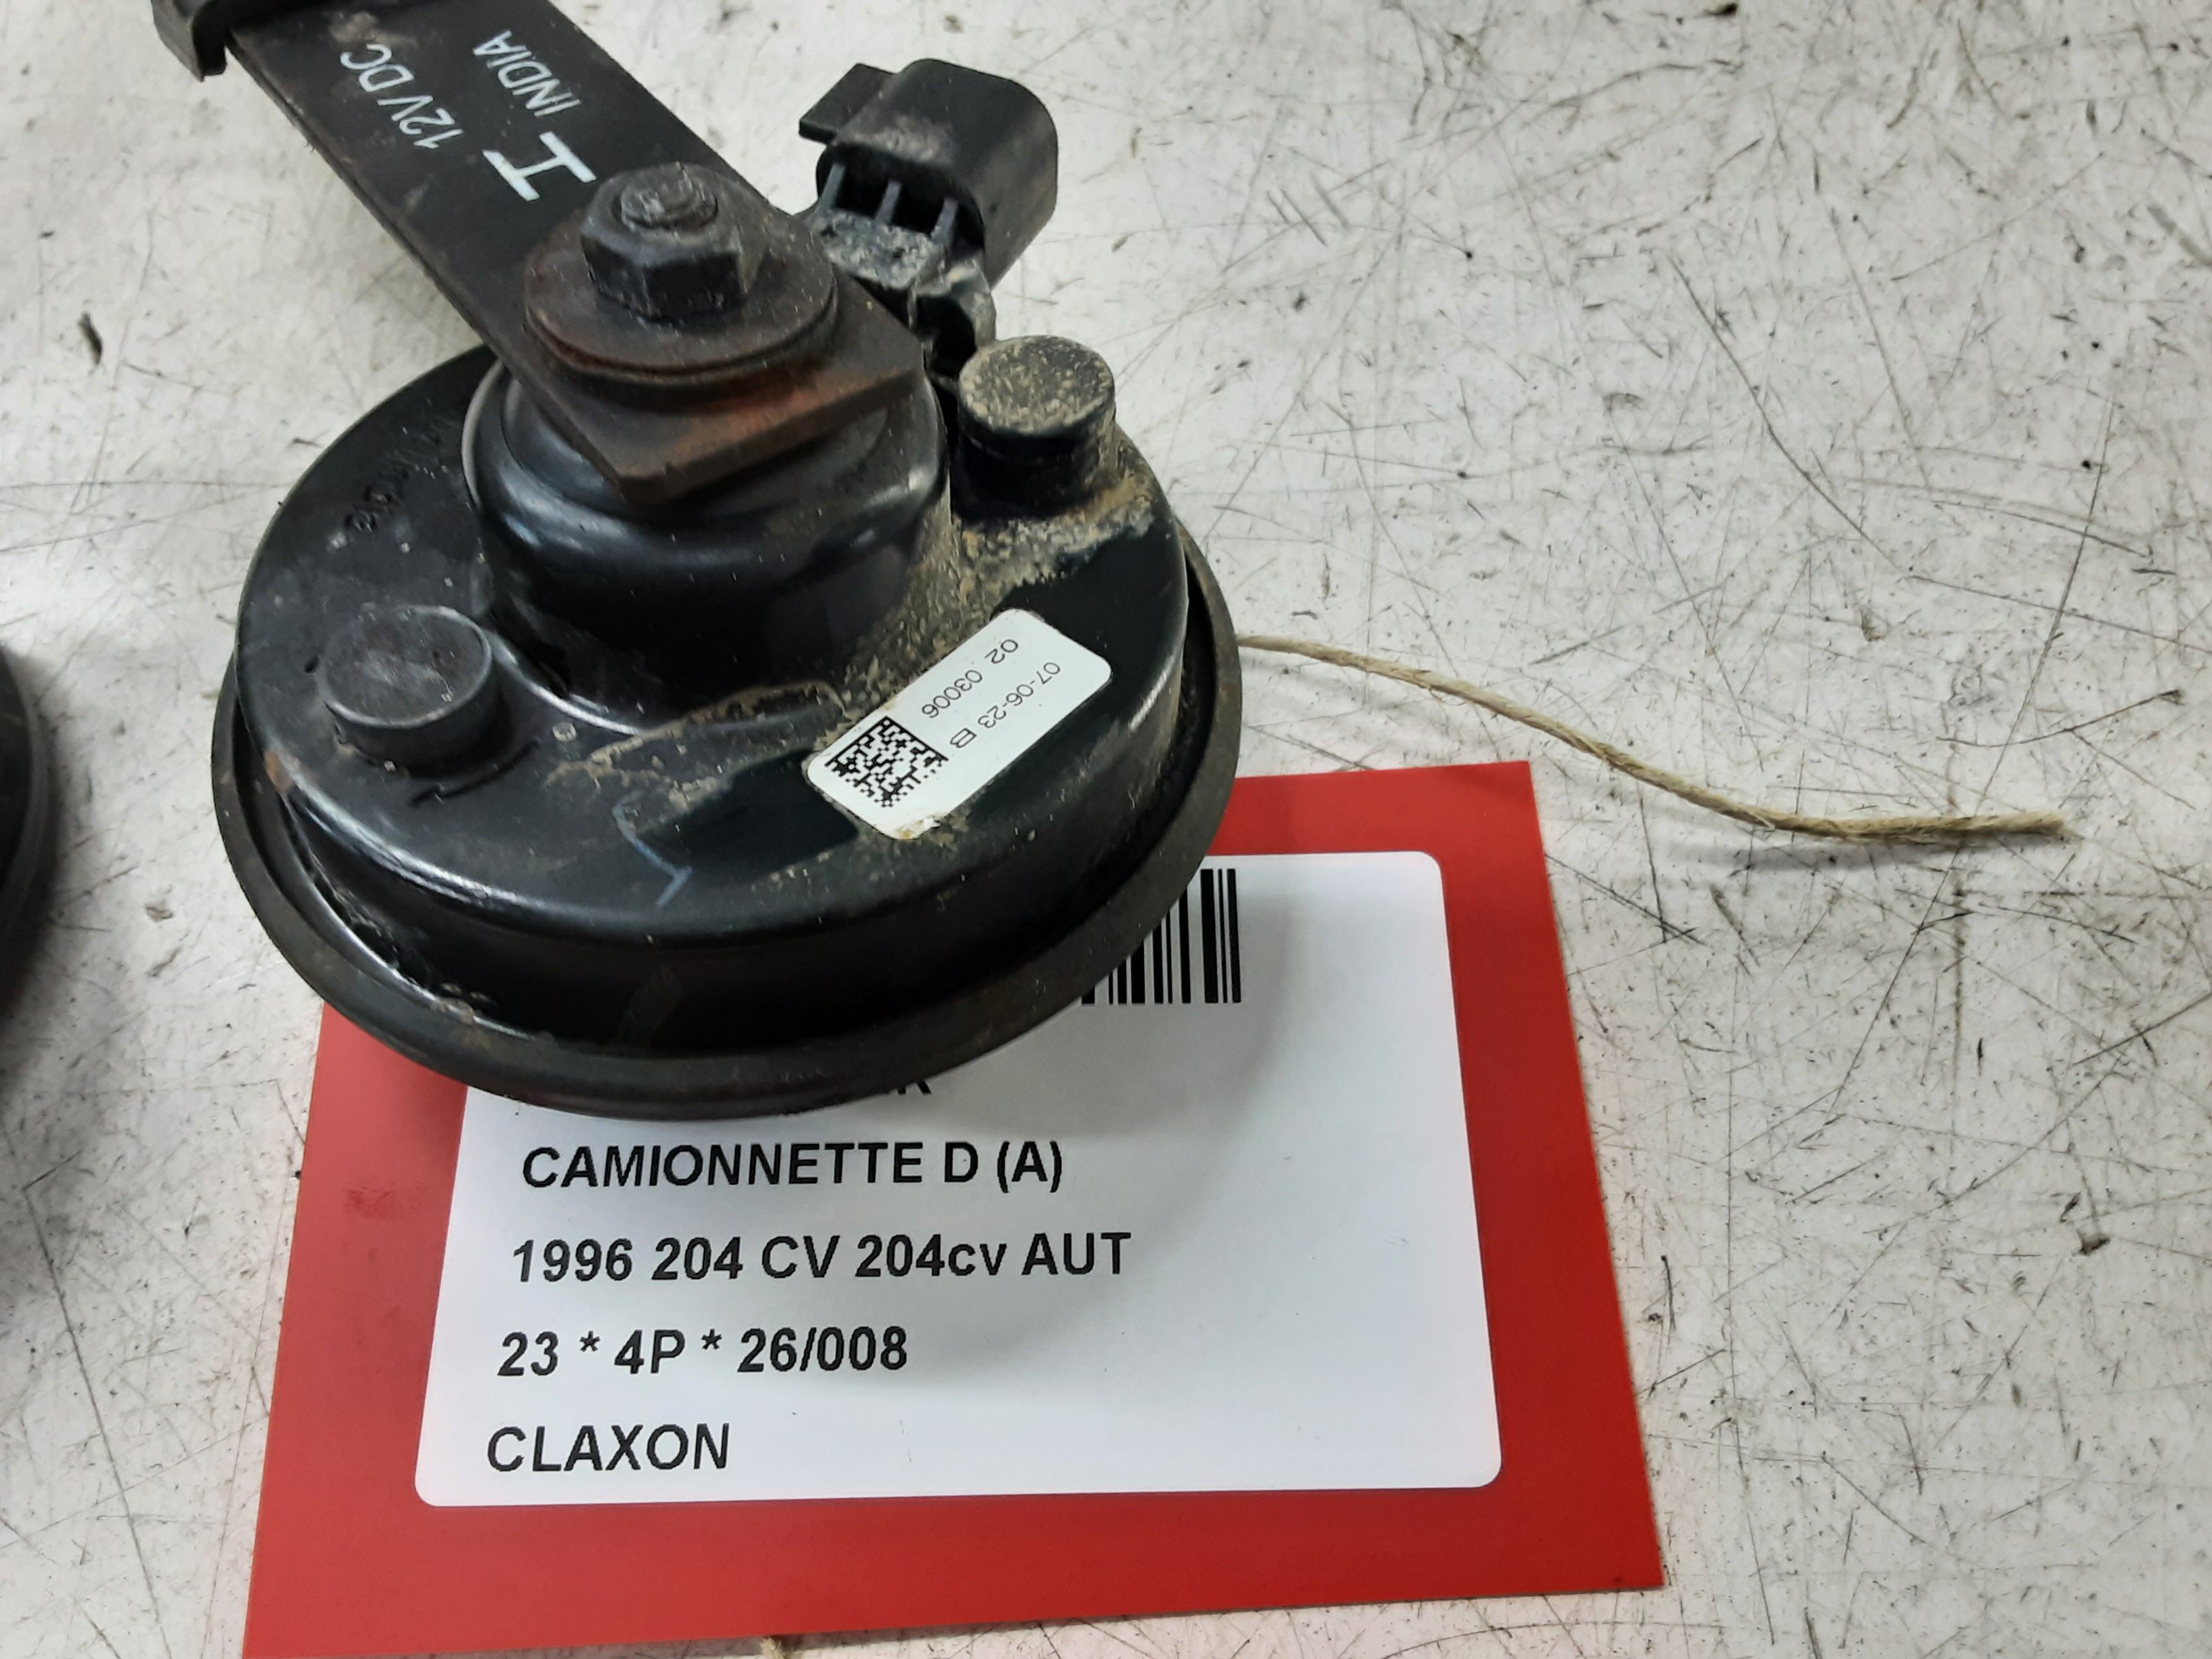 12V DC
INDIA
H
07-06-23 B
02 03006
CAMIONNETTE D (A)
1996 204 CV 204cv AUT
23 * 4P * 26/008
CLAXON